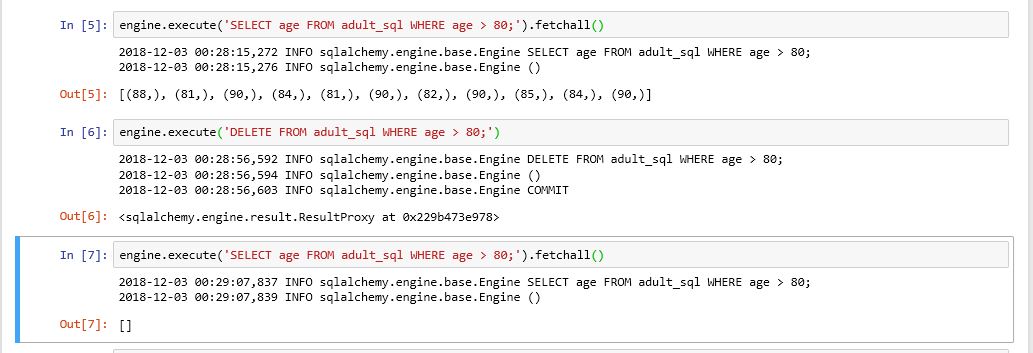 In [5]: engine.execute('SELECT age FROM adult_sql WHERE age > 80;').fetchall()
2018-12-03 00:28:15,272 INFO sqlalchemy.engine.base.Engine SELECT age FROM adult_sql WHERE age > 80;
2018-12-03 00:28:15,276 INFO sqlalchemy.engine.base.Engine ()
Out[5]: [(88,), (81,), (90,), (84,), (81,), (90,), (82,), (90,), (85,), (84,), (90,)]
In [6]: engine.execute('DELETE FROM adult_sql WHERE age > 80;')
2018-12-03 00:28:56,592 INFO sqlalchemy.engine.base.Engine DELETE FROM adult_sql WHERE age > 80;
2018-12-03 00:28:56,594 INFO sqlalchemy.engine.base.Engine ()
2018-12-03 00:28:56,603 INFO sqlalchemy.engine.base.Engine COMMIT
Out[6]: <sqlalchemy.engine.result.ResultProxy at 0x229b473e978>
In [7]: engine.execute('SELECT age FROM adult_sql WHERE age > 80;').fetchall()
2018-12-03 00:29:07,837 INFO sqlalchemy.engine.base.Engine SELECT age FROM adult_sql WHERE age > 80;
2018-12-03 00:29:07,839 INFO sqlalchemy.engine.base.Engine ()
Out[7]: []